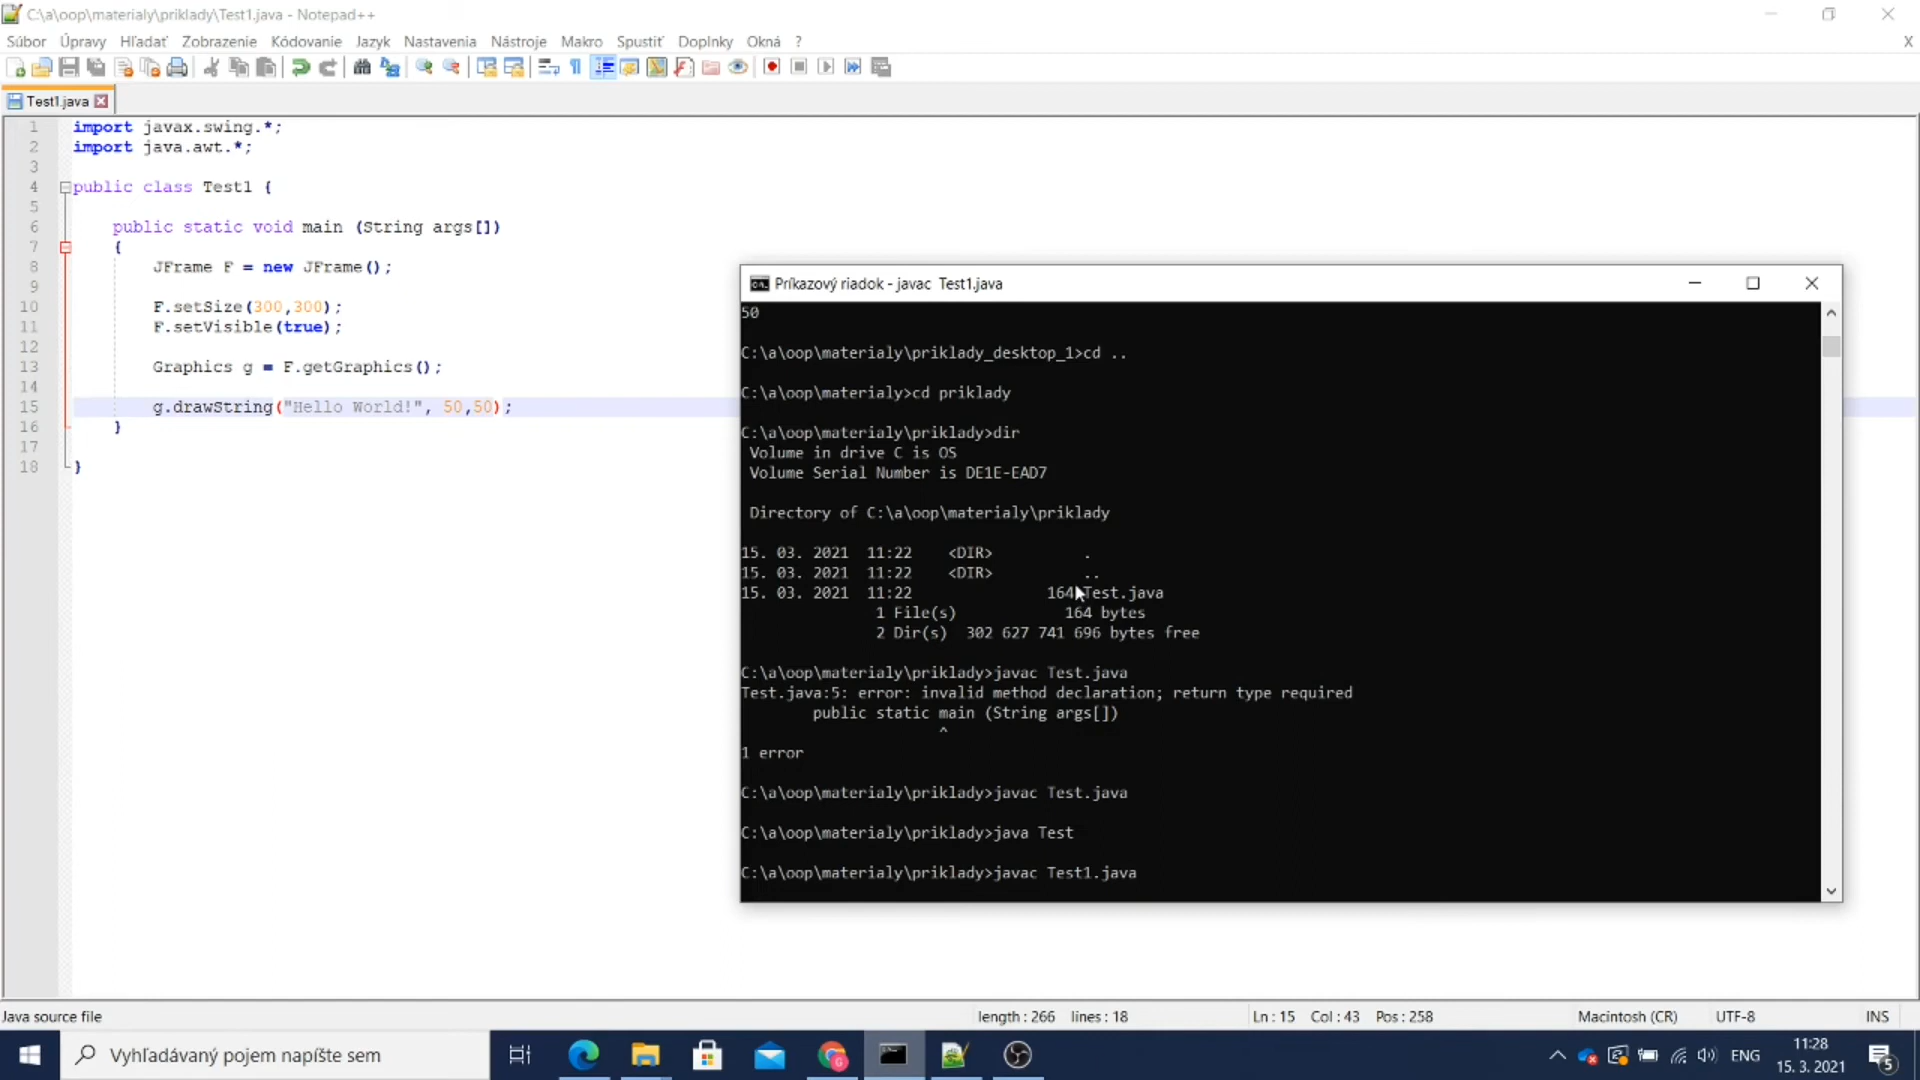 C:\a\oop\materialy\priklady\Test1.java - Notepad++
Súbor Úpravy Hľadať Zobrazenie Kódovanie Jazyk Nastavenia Nástroje Makro Spustiť Doplnky Okná ? X
Test1.java
1 import javax.swing.*;
2 import java.awt.*;
3
4 public class Test1 {
5
6 public static void main (String args[])
7 {
8 JFrame F = new JFrame();
9
10 F.setSize(300,300);
11 F.setVisible(true);
12
13 Graphics g = F.getGraphics();
14
15 g.drawString("Hello World!", 50,50);
16 }
17
18 }
Príkazový riadok - javac Test1.java
50
C:\a\oop\materialy\priklady_desktop_1>cd ..
C:\a\oop\materialy>cd priklady
C:\a\oop\materialy\priklady>dir
Volume in drive C is OS
Volume Serial Number is DE1E-EAD7
Directory of C:\a\oop\materialy\priklady
15. 03. 2021 11:22 <DIR> .
15. 03. 2021 11:22 <DIR> ..
15. 03. 2021 11:22 164 Test.java
1 File(s) 164 bytes
2 Dir(s) 302 627 741 696 bytes free
C:\a\oop\materialy\priklady>javac Test.java
Test.java:5: error: invalid method declaration; return type required
public static main (String args[])
^
1 error
C:\a\oop\materialy\priklady>javac Test.java
C:\a\oop\materialy\priklady>java Test
C:\a\oop\materialy\priklady>javac Test1.java
Java source file length : 266 lines : 18 Ln : 15 Col : 43 Pos : 258 Macintosh (CR) UTF-8 INS
Vyhľadávaný pojem napíšte sem
ENG
11:28
15. 3. 2021
5